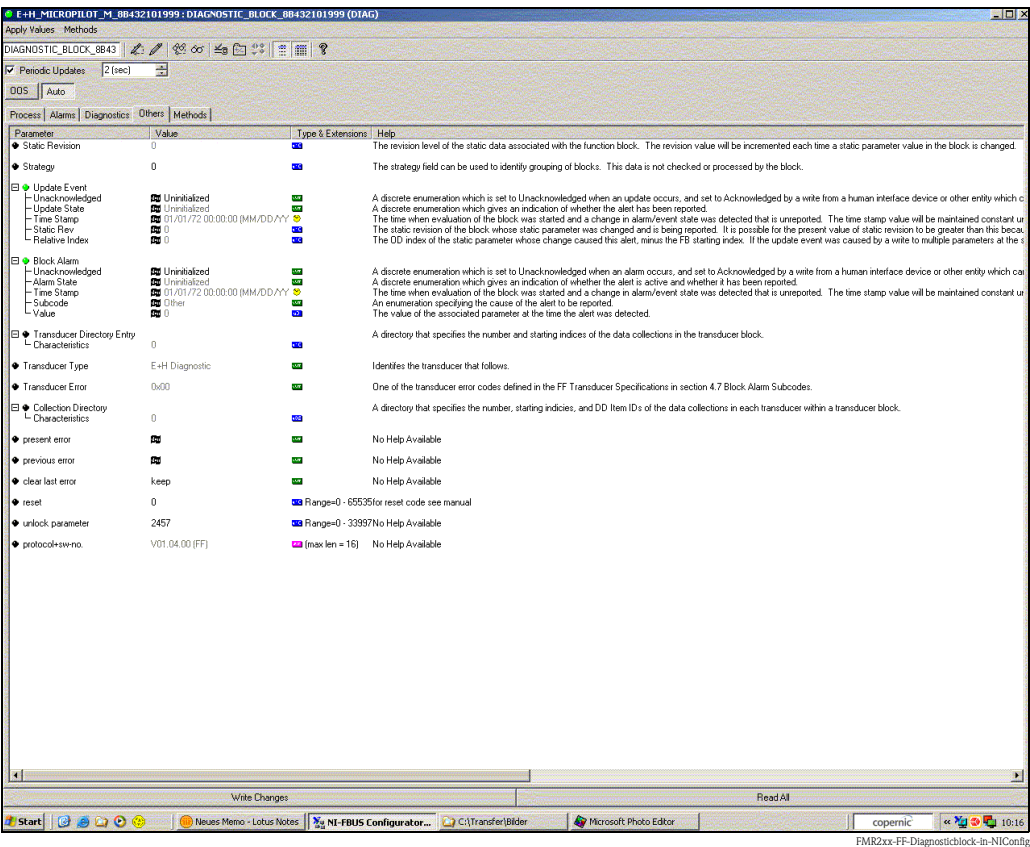 E+H_MICROPILOT_M_8B432101999 : DIAGNOSTIC_BLOCK_8B432101999 (DIAG)
Apply Values Methods
DIAGNOSTIC_BLOCK_8B43
Periodic Updates 2 (sec)
OOS Auto
Process Alarms Diagnostics Others Methods
Parameter Value Type & Extensions Help
Static Revision 0 The revision level of the static data associated with the function block. The revision value will be incremented each time a static parameter value in the block is changed.
Strategy 0 The strategy field can be used to identify grouping of blocks. This data is not checked or processed by the block.
Update Event
Unacknowledged Uninitialized A discrete enumeration which is set to Unacknowledged when an update occurs, and set to Acknowledged by a write from a human interface device or other entity which c
Update State Uninitialized A discrete enumeration which gives an indication of whether the alert has been reported.
Time Stamp 01/01/72 00:00:00 (MM/DD/YY The time when evaluation of the block was started and a change in alarm/event state was detected that is unreported. The time stamp value will be maintained constant ur
Static Rev 0 The static revision of the block whose static parameter was changed and is being reported. It is possible for the present value of static revision to be greater than this becau
Relative Index 0 The OD index of the static parameter whose change caused this alert, minus the FB starting index. If the update event was caused by a write to multiple parameters at the s
Block Alarm
Unacknowledged Uninitialized A discrete enumeration which is set to Unacknowledged when an alarm occurs, and set to Acknowledged by a write from a human interface device or other entity which car
Alarm State Uninitialized A discrete enumeration which gives an indication of whether the alert is active and whether it has been reported.
Time Stamp 01/01/72 00:00:00 (MM/DD/YY The time when evaluation of the block was started and a change in alarm/event state was detected that is unreported. The time stamp value will be maintained constant ur
Subcode Other An enumeration specifying the cause of the alert to be reported.
Value 0 The value of the associated parameter at the time the alert was detected.
Transducer Directory Entry A directory that specifies the number and starting indices of the data collections in the transducer block.
Characteristics 0
Transducer Type E+H Diagnostic Identifes the transducer that follows.
Transducer Error 0x00 One of the transducer error codes defined in the FF Transducer Specifications in section 4.7 Block Alarm Subcodes.
Collection Directory A directory that specifies the number, starting indicies, and DD Item IDs of the data collections in each transducer within a transducer block.
Characteristics 0
present error No Help Available
previous error No Help Available
clear last error keep No Help Available
reset 0 Range=0 - 65535for reset code see manual
unlock parameter 2457 Range=0 - 33997No Help Available
protocol+sw-no. V01.04.00 (FF) (max len = 16) No Help Available
Write Changes Read All
Start Neues Memo - Lotus Notes NI-FBUS Configurator... C:\Transfer\Bilder Microsoft Photo Editor copernic 10:16
FMR2xx-FF-Diagnosticblock-in-NIConfig